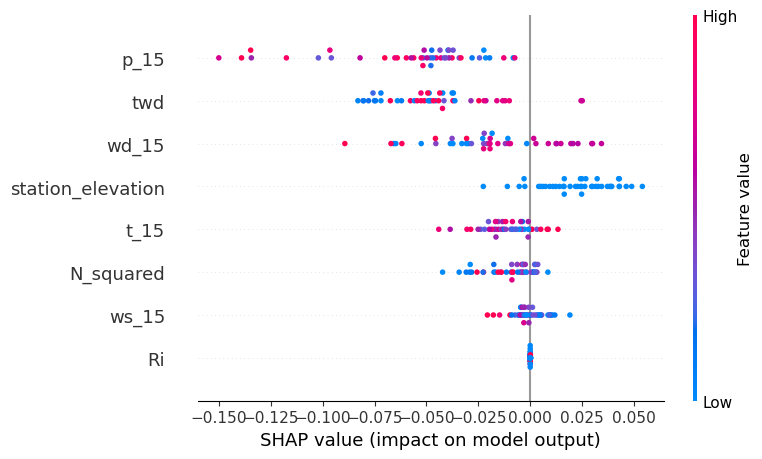 High
p_15
twd
wd_15
station_elevation
t_15
N_squared
ws_15
Ri
Feature value
Low
−0.150 −0.125 −0.100 −0.075 −0.050 −0.025 0.000 0.025 0.050
SHAP value (impact on model output)